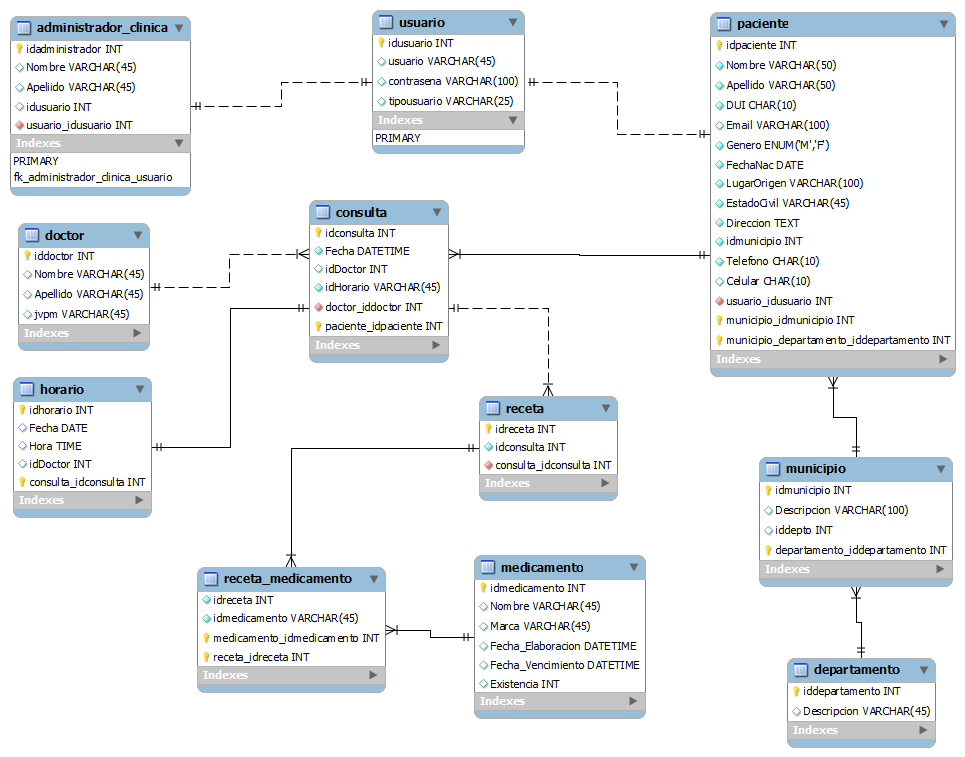 administrador_clinica
idadministrador INT
Nombre VARCHAR(45)
Apeliido VARCHAR(45)
idusuario INT
usuario_idusuario INT
Indexes
PRIMARY
fk_administrador_clinica_usuario
usuario
idusuario INT
usuario VARCHAR(45)
contrasena VARCHAR(100)
tipousuario VARCHAR(25)
Indexes
PRIMARY
paciente
idpaciente INT
Nombre VARCHAR(50)
Apellido VARCHAR(50)
DUI CHAR(10)
Email VARCHAR(100)
Genero ENUM('M','F')
FechaNac DATE
LugarOrigen VARCHAR(100)
EstadoCivil VARCHAR(45)
Direccion TEXT
idmunicipio INT
Telefono CHAR(10)
Celular CHAR(10)
usuario_idusuario INT
municipio_idmunicipio INT
municipio_departamento_iddepartamento INT
Indexes
consulta
idconsulta INT
Fecha DATETIME
idDoctor INT
idHorario VARCHAR(45)
doctor_iddoctor INT
paciente_idpaciente INT
Indexes
doctor
iddoctor INT
Nombre VARCHAR(45)
Apellido VARCHAR(45)
jvpm VARCHAR(45)
Indexes
horario
idhorario INT
Fecha DATE
Hora TIME
idDoctor INT
consulta_idconsulta INT
Indexes
receta
idreceta INT
idconsulta INT
consulta_idconsulta INT
Indexes
municipio
idmunicipio INT
Descripcion VARCHAR(100)
iddepto INT
departamento_iddepartamento INT
Indexes
receta_medicamento
idreceta INT
idmedicamento VARCHAR(45)
medicamento_idmedicamento INT
receta_idreceta INT
Indexes
medicamento
idmedicamento INT
Nombre VARCHAR(45)
Marca VARCHAR(45)
Fecha_Elaboracion DATETIME
Fecha_Vencimiento DATETIME
Existencia INT
Indexes
departamento
iddepartamento INT
Descripcion VARCHAR(45)
Indexes